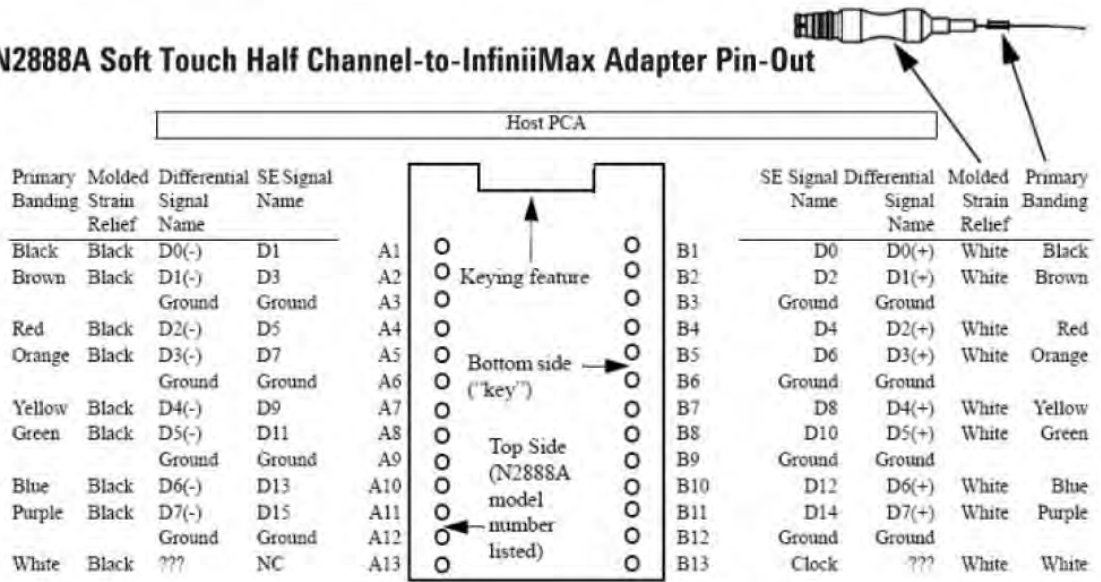 N2888A Soft Touch Half Channel-to-InfiniiMax Adapter Pin-Out
Host PCA
Primary Molded Differential SE Signal
Banding Strain Signal Name
Relief Name
SE Signal Differential Molded Primary
Name Signal Strain Banding
Name Relief
Keying feature
Bottom side
("key")
Top Side
(N2888A
model
number
listed)
Black Black D0(-) D1 A1 B1 D0 D0(+) White Black
Brown Black D1(-) D3 A2 B2 D2 D1(+) White Brown
Ground Ground A3 B3 Ground Ground
Red Black D2(-) D5 A4 B4 D4 D2(+) White Red
Orange Black D3(-) D7 A5 B5 D6 D3(+) White Orange
Ground Ground A6 B6 Ground Ground
Yellow Black D4(-) D9 A7 B7 D8 D4(+) White Yellow
Green Black D5(-) D11 A8 B8 D10 D5(+) White Green
Ground Ground A9 B9 Ground Ground
Blue Black D6(-) D13 A10 B10 D12 D6(+) White Blue
Purple Black D7(-) D15 A11 B11 D14 D7(+) White Purple
Ground Ground A12 B12 Ground Ground
White Black ??? NC A13 B13 Clock ??? White White